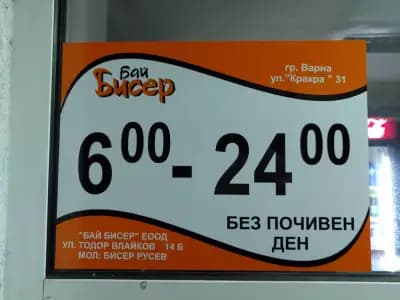 Бай
Бисер
гр. Варна
ул."Кракра " 31
6⁰⁰- 24⁰⁰
БЕЗ ПОЧИВЕН
ДЕН
"БАЙ БИСЕР" ЕООД
УЛ. ТОДОР ВЛАЙКОВ 14 Б
МОЛ: БИСЕР РУСЕВ